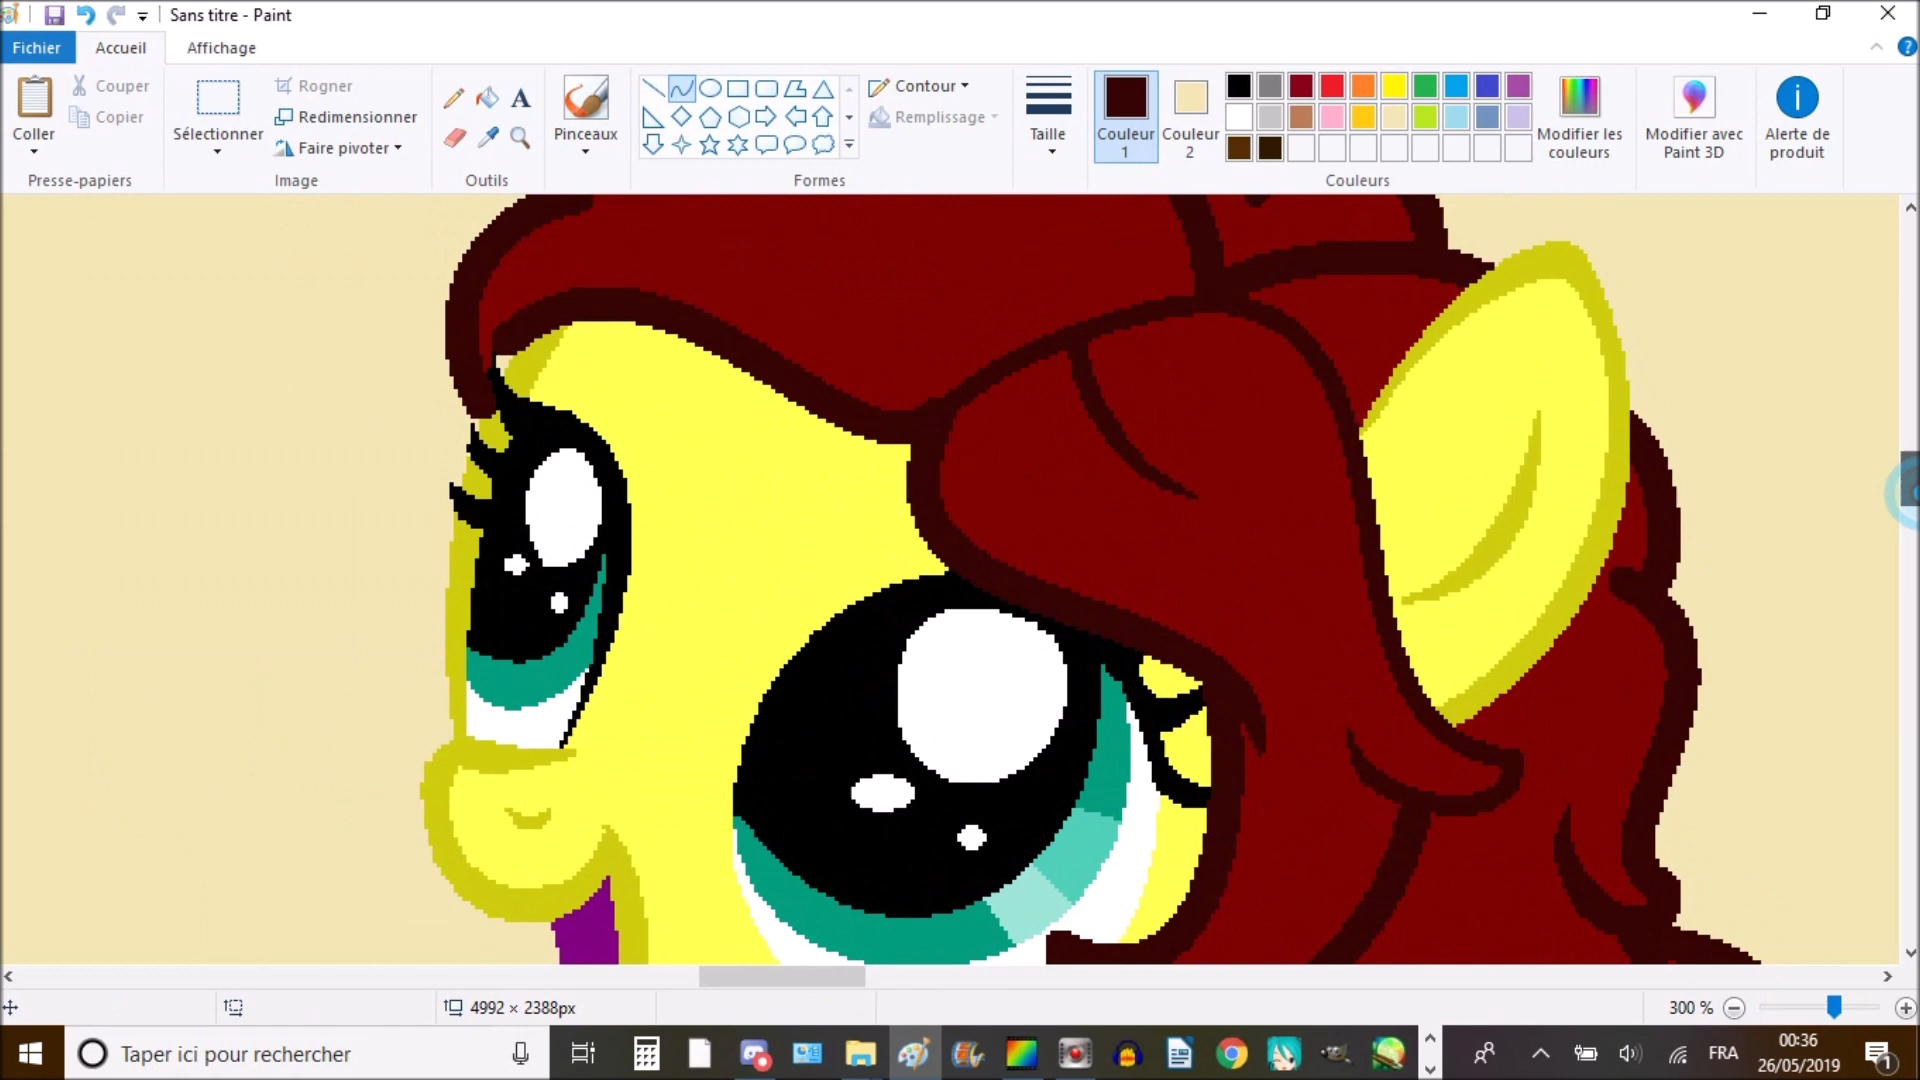 Sans titre - Paint
Fichier
Accueil
Affichage
Coller
Couper
Copier
Presse-papiers
Sélectionner
Rogner
Redimensionner
Faire pivoter
Image
A
Outils
Pinceaux
Contour
Remplissage
Formes
Taille
Couleur
1
Couleur
2
Modifier les
couleurs
Couleurs
Modifier avec
Paint 3D
Alerte de
produit
4992 × 2388px
300 %
Taper ici pour rechercher
FRA
00:36
26/05/2019
1